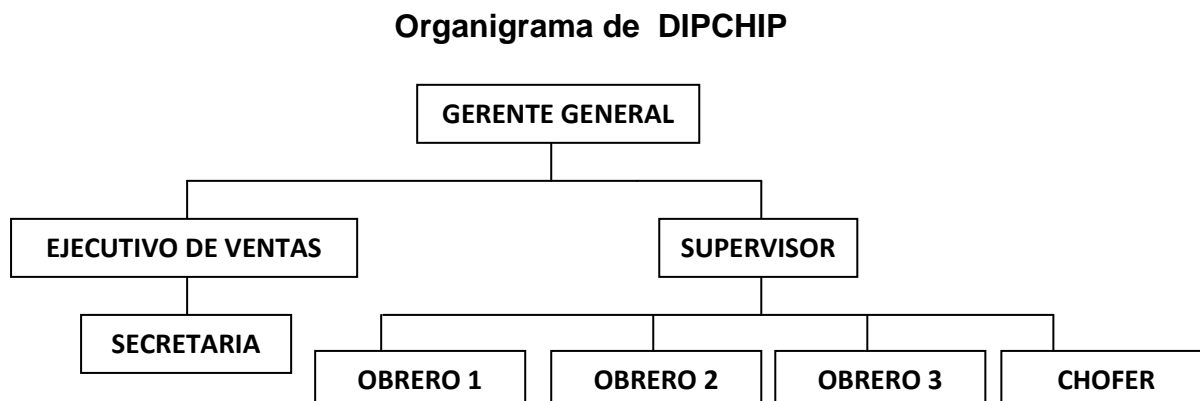 Organigrama de DIPCHIP
GERENTE GENERAL
EJECUTIVO DE VENTAS
SUPERVISOR
SECRETARIA
OBRERO 1
OBRERO 2
OBRERO 3
CHOFER